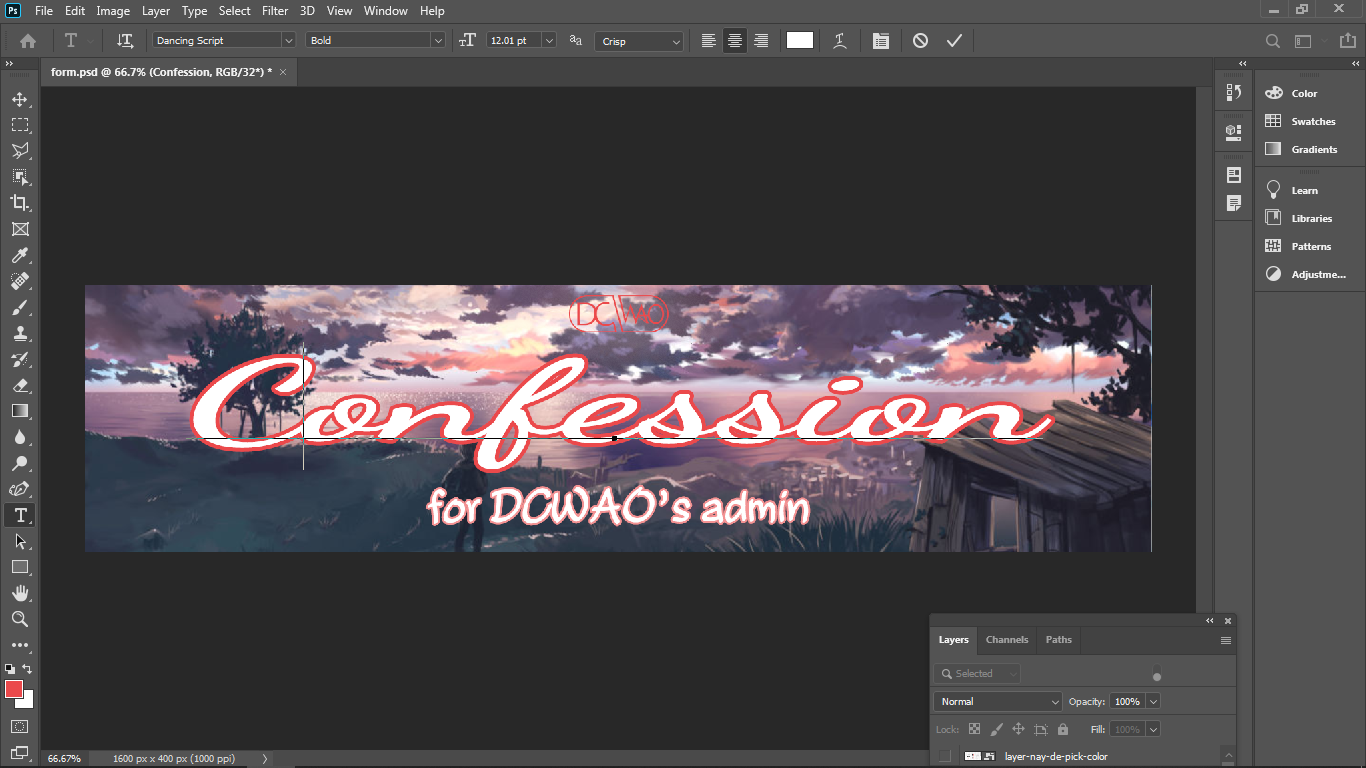 Ps File Edit Image Layer Type Select Filter 3D View Window Help
T Dancing Script Bold 12.01 pt Crisp
form.psd @ 66.7% (Confession, RGB/32*) *
Color
Swatches
Gradients
Learn
Libraries
Patterns
Adjustme...
DCWAO
Confession
for DCWAO's admin
Layers Channels Paths
Selected
Normal Opacity: 100%
Lock: Fill: 100%
layer-nay-de-pick-color
66.67% 1600 px x 400 px (1000 ppi)